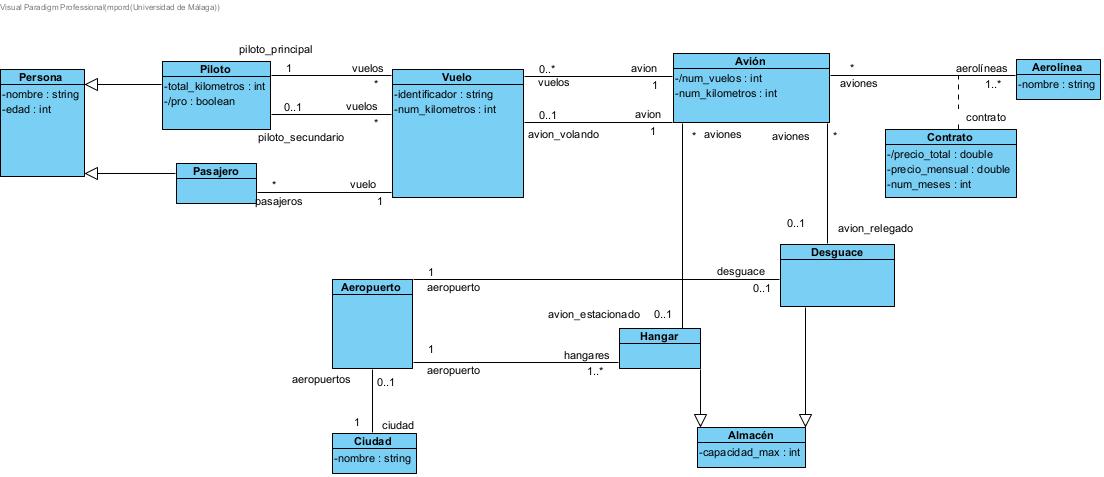 Visual Paradigm Professional(mpord(Universidad de Málaga))
piloto_principal
Persona
-nombre : string
-edad : int
Piloto
-total_kilometros : int
-/pro : boolean
1
vuelos
*
0..1
vuelos
*
piloto_secundario
Vuelo
-identificador : string
-num_kilometros : int
0..*
avion
vuelos
1
0..1
avion
avion_volando
1
Avión
-/num_vuelos : int
-num_kilometros : int
*
aerolíneas
aviones
1..*
Aerolínea
-nombre : string
contrato
Contrato
-/precio_total : double
-precio_mensual : double
-num_meses : int
* aviones
aviones *
Pasajero
*
vuelo
pasajeros
1
0..1
avion_relegado
Desguace
1
desguace
aeropuerto
0..1
Aeropuerto
avion_estacionado 0..1
Hangar
1
hangares
aeropuerto
1..*
aeropuertos
0..1
1
ciudad
Ciudad
-nombre : string
Almacén
-capacidad_max : int